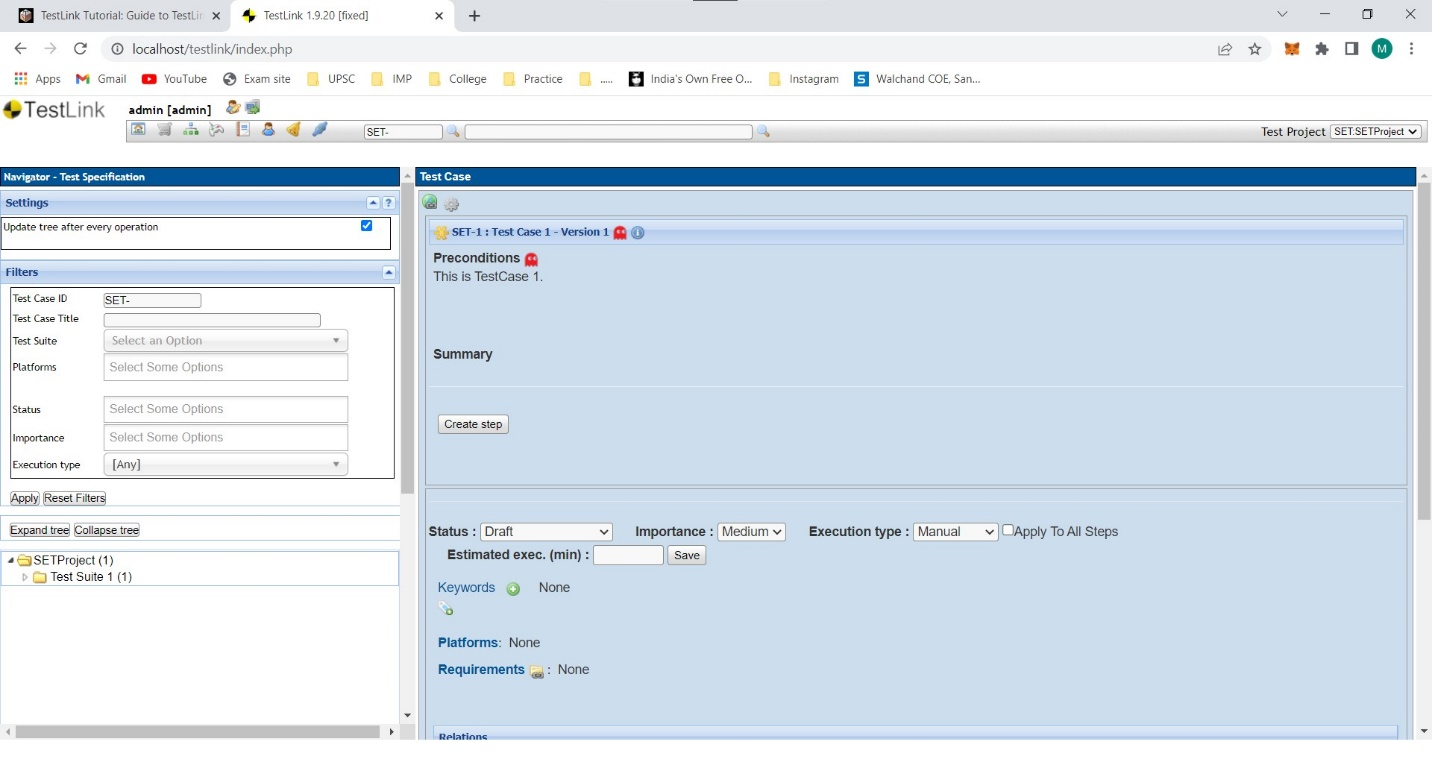 TestLink Tutorial: Guide to TestLin
TestLink 1.9.20 [fixed]
localhost/testlink/index.php
M
Apps Gmail YouTube Exam site UPSC IMP College Practice ..... India's Own Free O... Instagram S Walchand COE, San...
TestLink admin [admin]
SET- Test Project SET:SETProject
Navigator - Test Specification
Settings ?
Update tree after every operation
Filters
Test Case ID SET-
Test Case Title
Test Suite Select an Option
Platforms Select Some Options
Status Select Some Options
Importance Select Some Options
Execution type [Any]
Apply Reset Filters
Expand tree Collapse tree
SETProject (1)
Test Suite 1 (1)
Test Case
SET-1 : Test Case 1 - Version 1
Preconditions
This is TestCase 1.
Summary
Create step
Status : Draft Importance : Medium Execution type : Manual Apply To All Steps
Estimated exec. (min) : Save
Keywords None
Platforms: None
Requirements : None
Relations